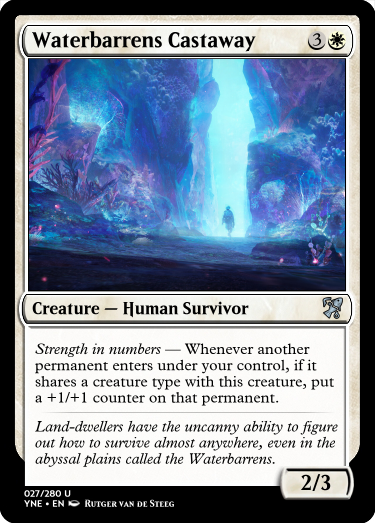 Waterbarrens Castaway 3
Creature — Human Survivor
Strength in numbers — Whenever another
permanent enters under your control, if it
shares a creature type with this creature, put
a +1/+1 counter on that permanent.
Land-dwellers have the uncanny ability to figure
out how to survive almost anywhere, even in the
abyssal plains called the Waterbarrens.
2/3
027/280 U
YNE • EN Rutger van de Steeg